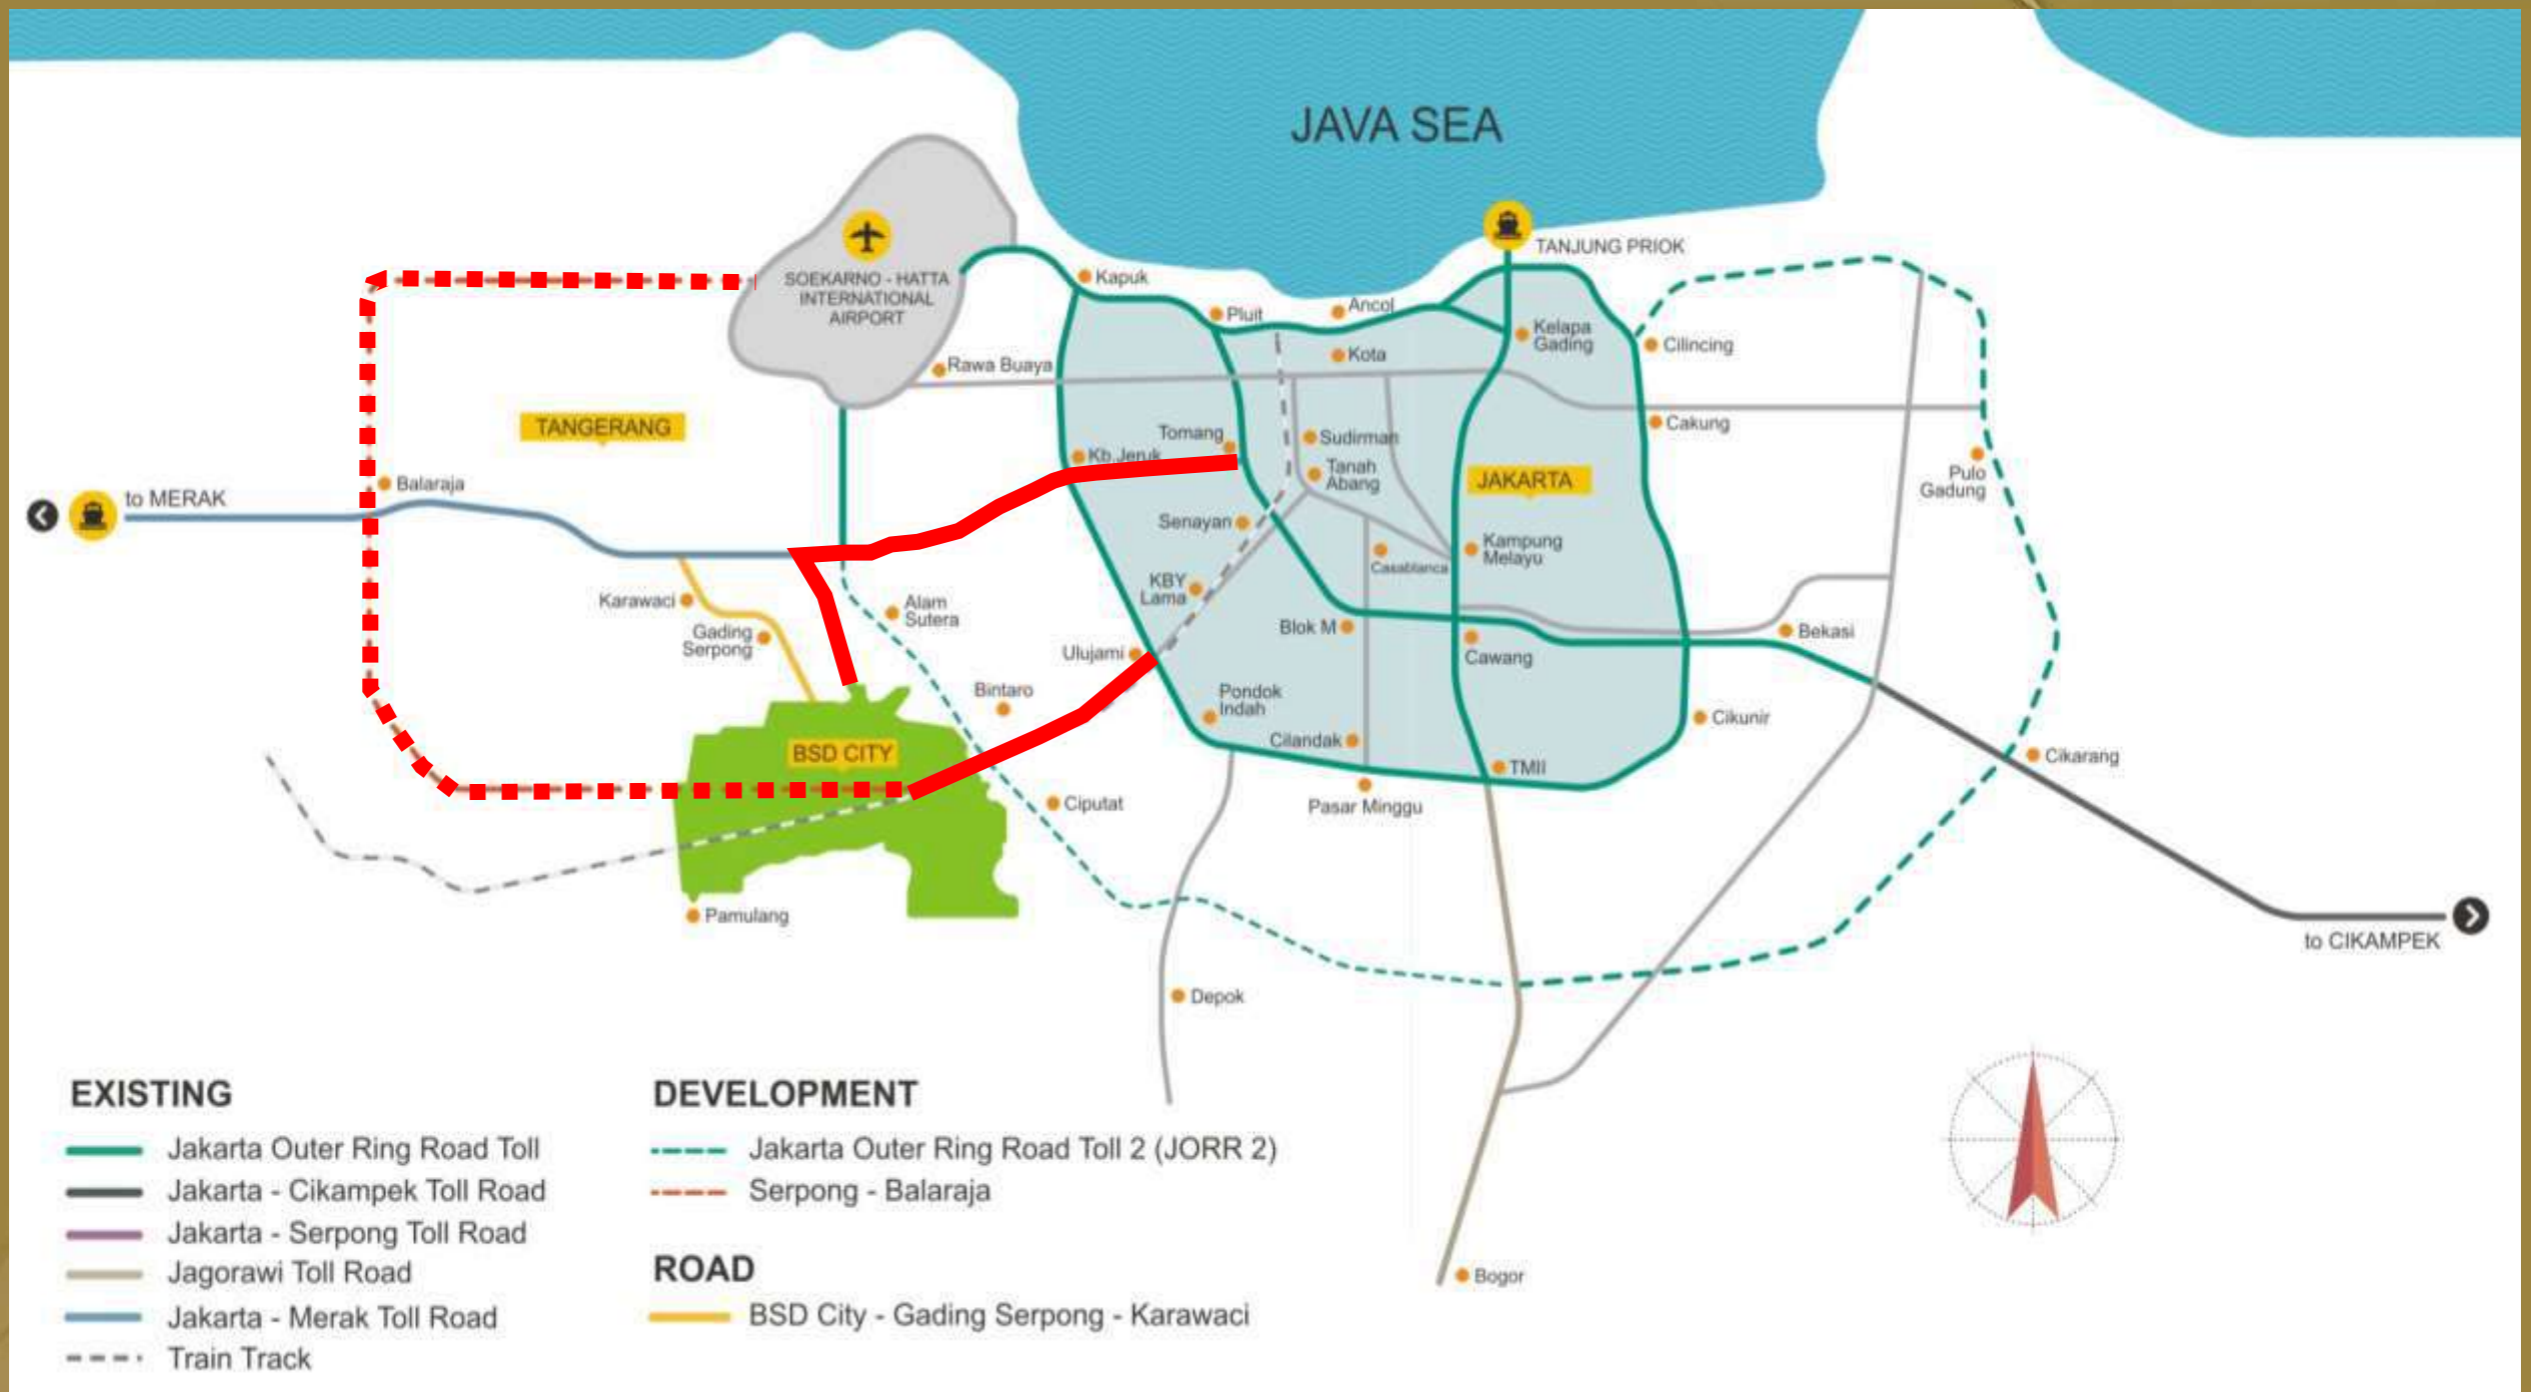 JAVA SEA
TANJUNG PRIOK
SOEKARNO - HATTA
INTERNATIONAL
AIRPORT
Kapuk
Pluit
Ancol
Kelapa
Gading
Cilincing
Kota
Rawa Buaya
TANGERANG
Tomang
Sudirman
Cakung
Kb.Jeruk
Tanah
Abang
JAKARTA
Pulo
Gadung
Balaraja
to MERAK
Senayan
Kampung
Melayu
Casablanca
KBY
Lama
Karawaci
Alam
Sutera
Gading
Serpong
Blok M
Bekasi
Ulujami
Cawang
Bintaro
Pondok
Indah
Cikunir
BSD CITY
Cilandak
TMII
Cikarang
Ciputat
Pasar Minggu
Pamulang
to CIKAMPEK
Depok
Bogor
EXISTING
Jakarta Outer Ring Road Toll
Jakarta - Cikampek Toll Road
Jakarta - Serpong Toll Road
Jagorawi Toll Road
Jakarta - Merak Toll Road
Train Track
DEVELOPMENT
Jakarta Outer Ring Road Toll 2 (JORR 2)
Serpong - Balaraja
ROAD
BSD City - Gading Serpong - Karawaci